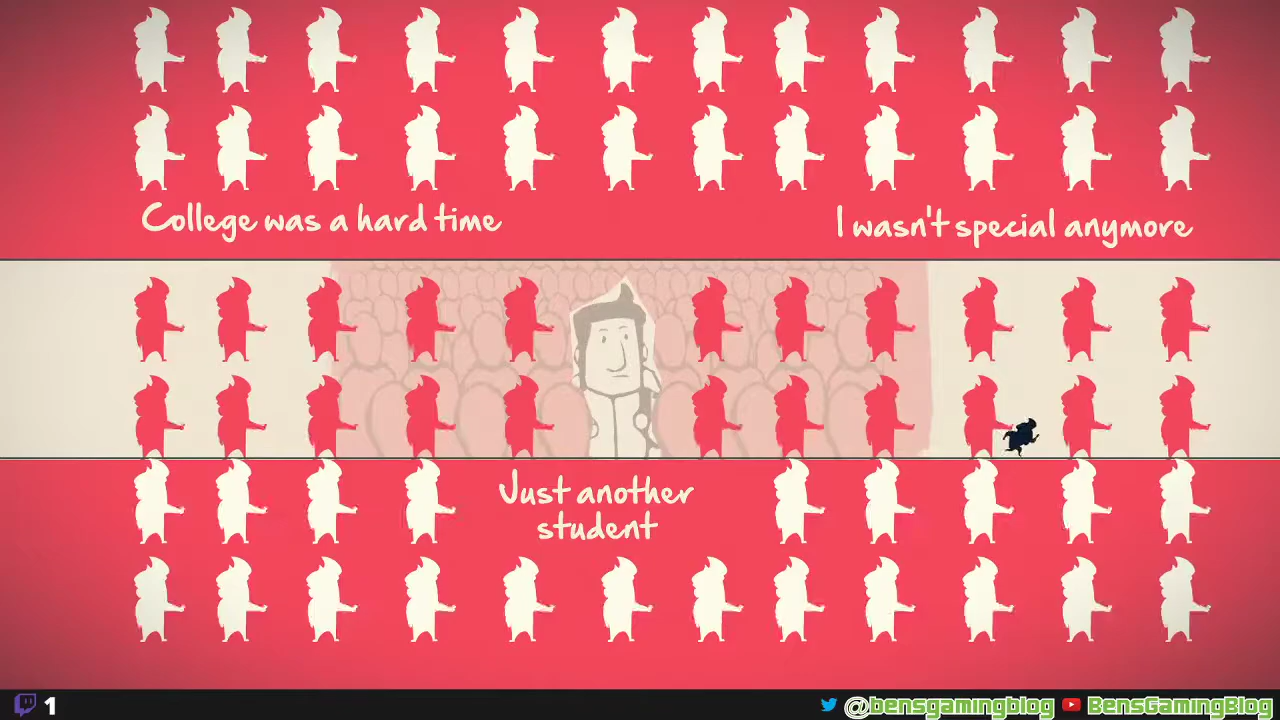 College was a hard time
I wasn't special anymore
Just another
student
1
@bensgamingblog
BensGamingBlog